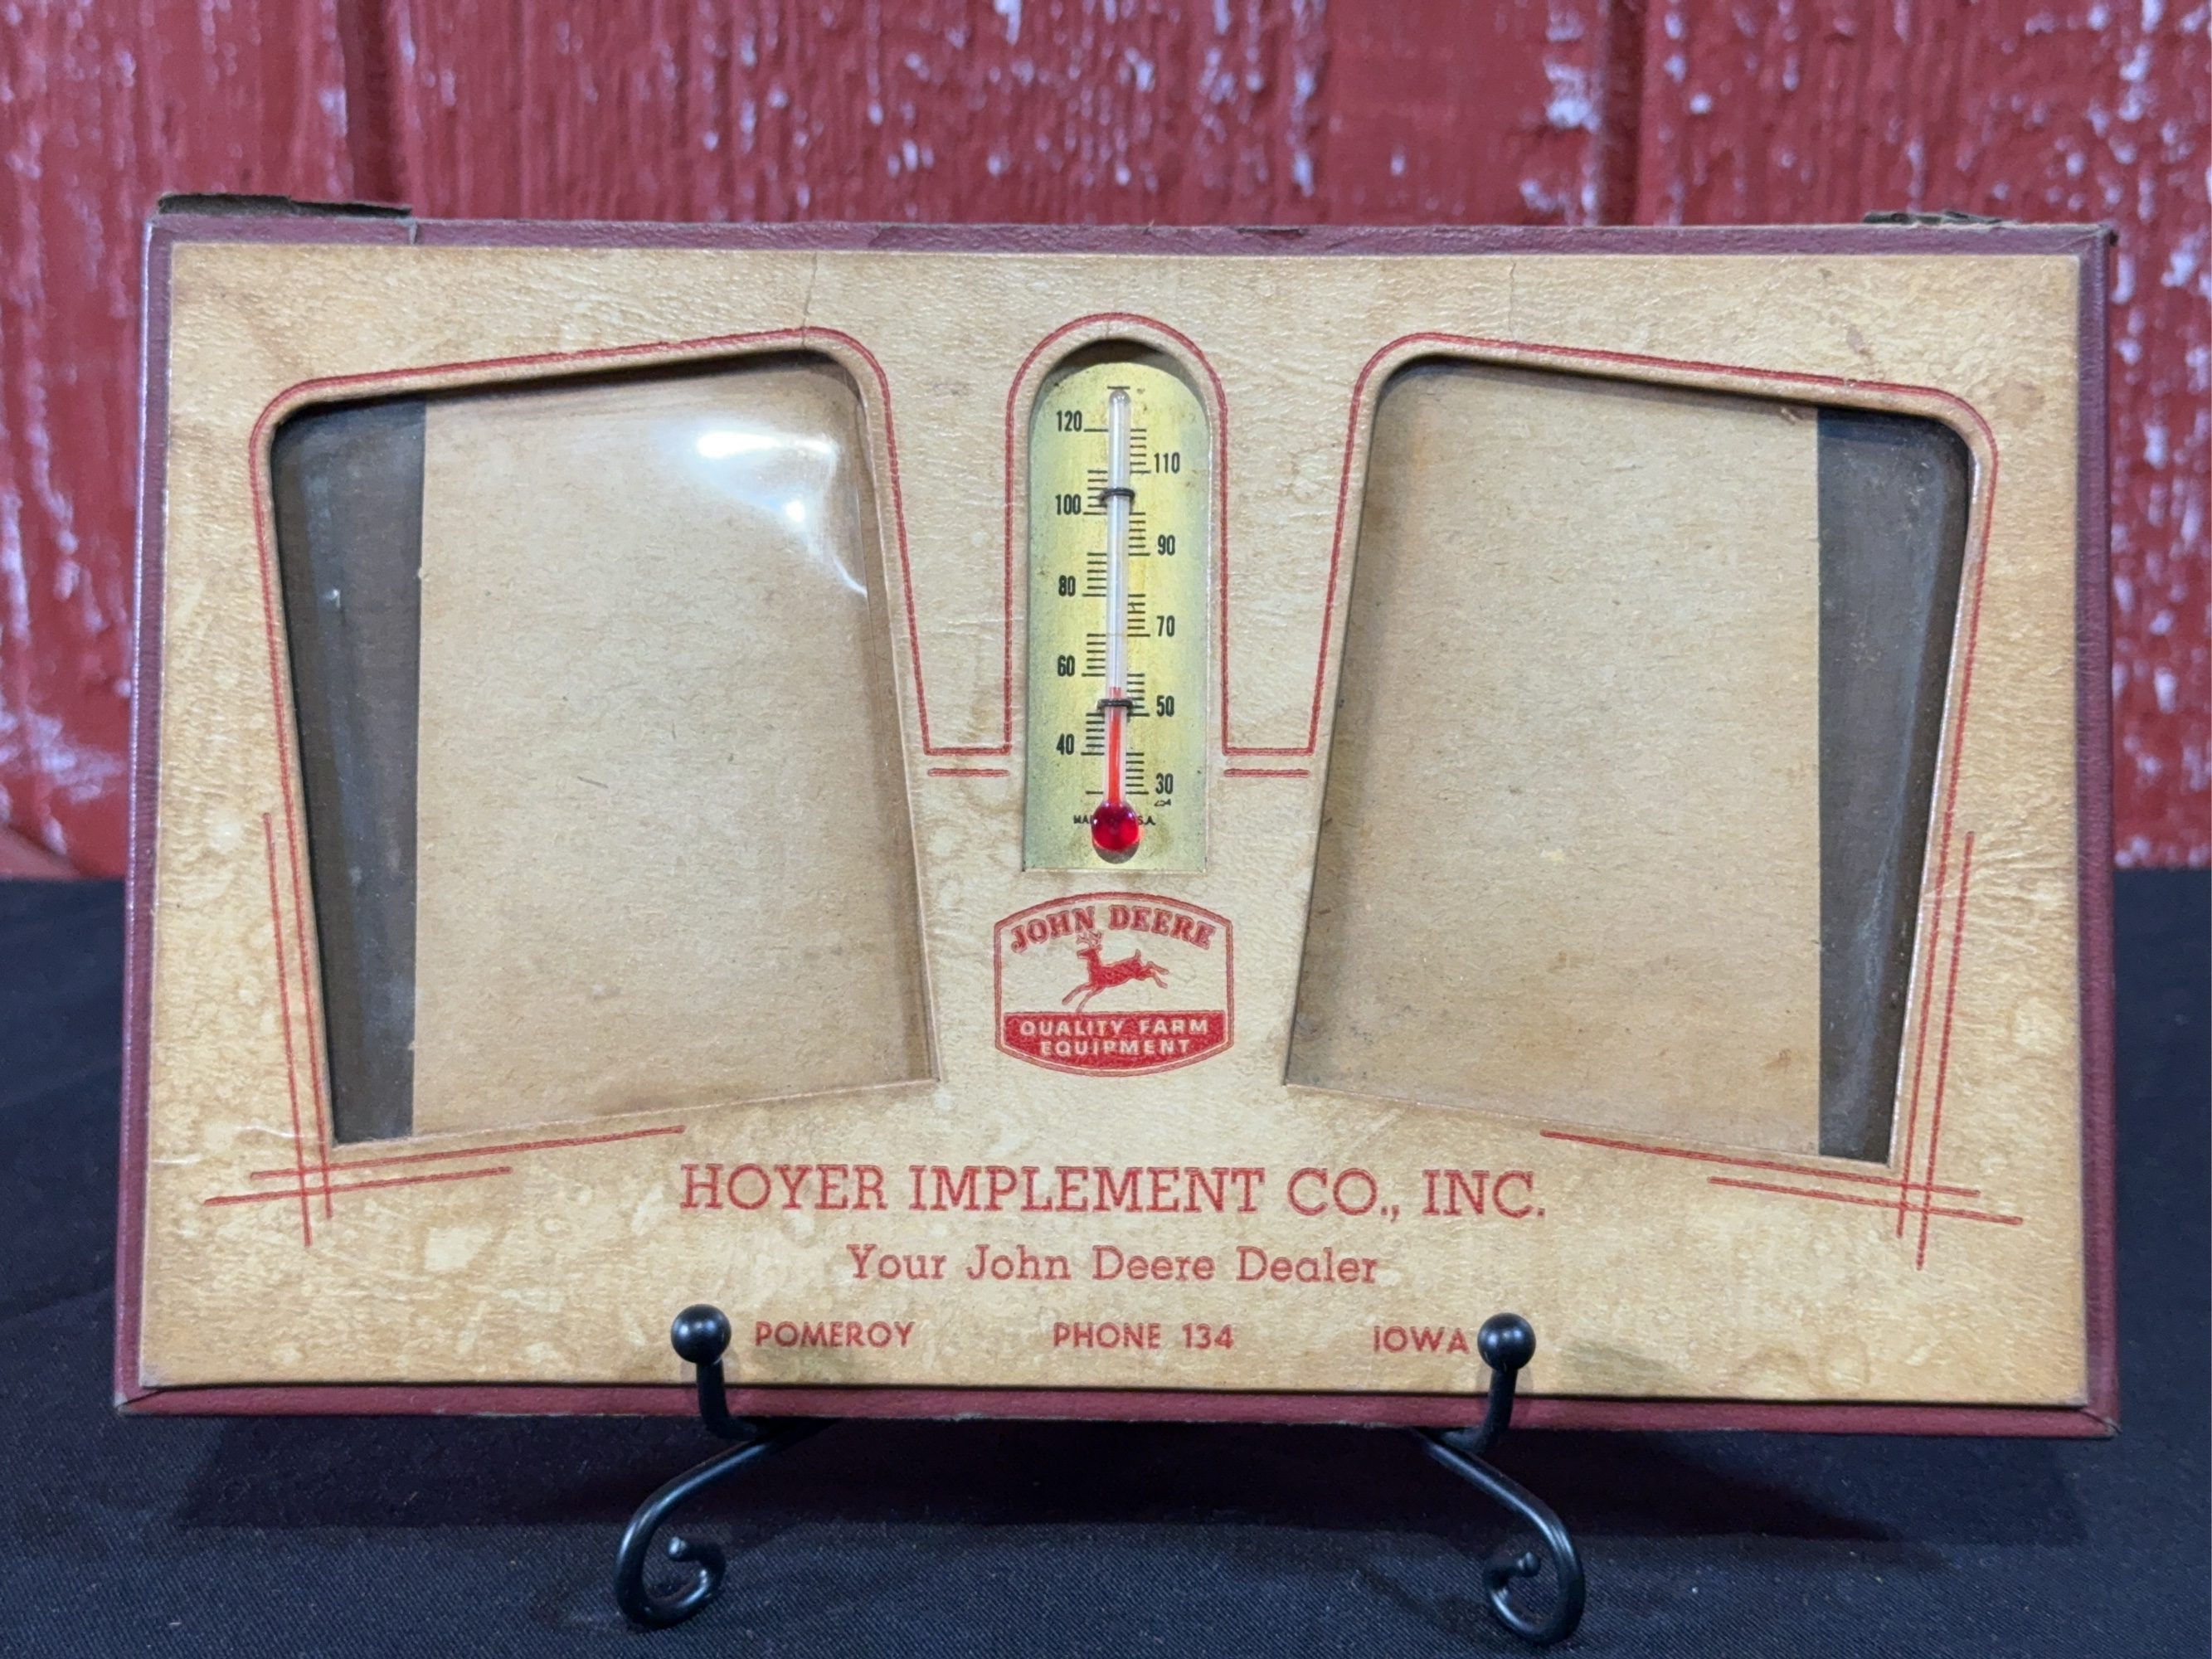 120
110
100
90
80
70
60
50
40
30
JOHN DEERE
QUALITY FARM
EQUIPMENT
HOYER IMPLEMENT CO., INC.
Your John Deere Dealer
POMEROY PHONE 134 IOWA